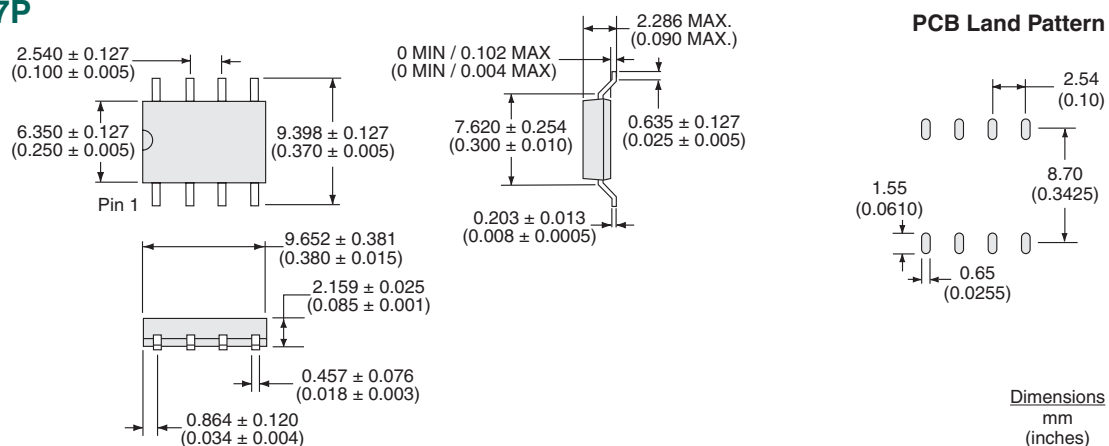 7P
2.540 ± 0.127
(0.100 ± 0.005)
6.350 ± 0.127
(0.250 ± 0.005)
9.398 ± 0.127
(0.370 ± 0.005)
Pin 1
9.652 ± 0.381
(0.380 ± 0.015)
2.159 ± 0.025
(0.085 ± 0.001)
0.457 ± 0.076
(0.018 ± 0.003)
0.864 ± 0.120
(0.034 ± 0.004)
2.286 MAX.
(0.090 MAX.)
0 MIN / 0.102 MAX
(0 MIN / 0.004 MAX)
7.620 ± 0.254
(0.300 ± 0.010)
0.635 ± 0.127
(0.025 ± 0.005)
0.203 ± 0.013
(0.008 ± 0.0005)
PCB Land Pattern
2.54
(0.10)
8.70
(0.3425)
1.55
(0.0610)
0.65
(0.0255)
Dimensions
mm
(inches)